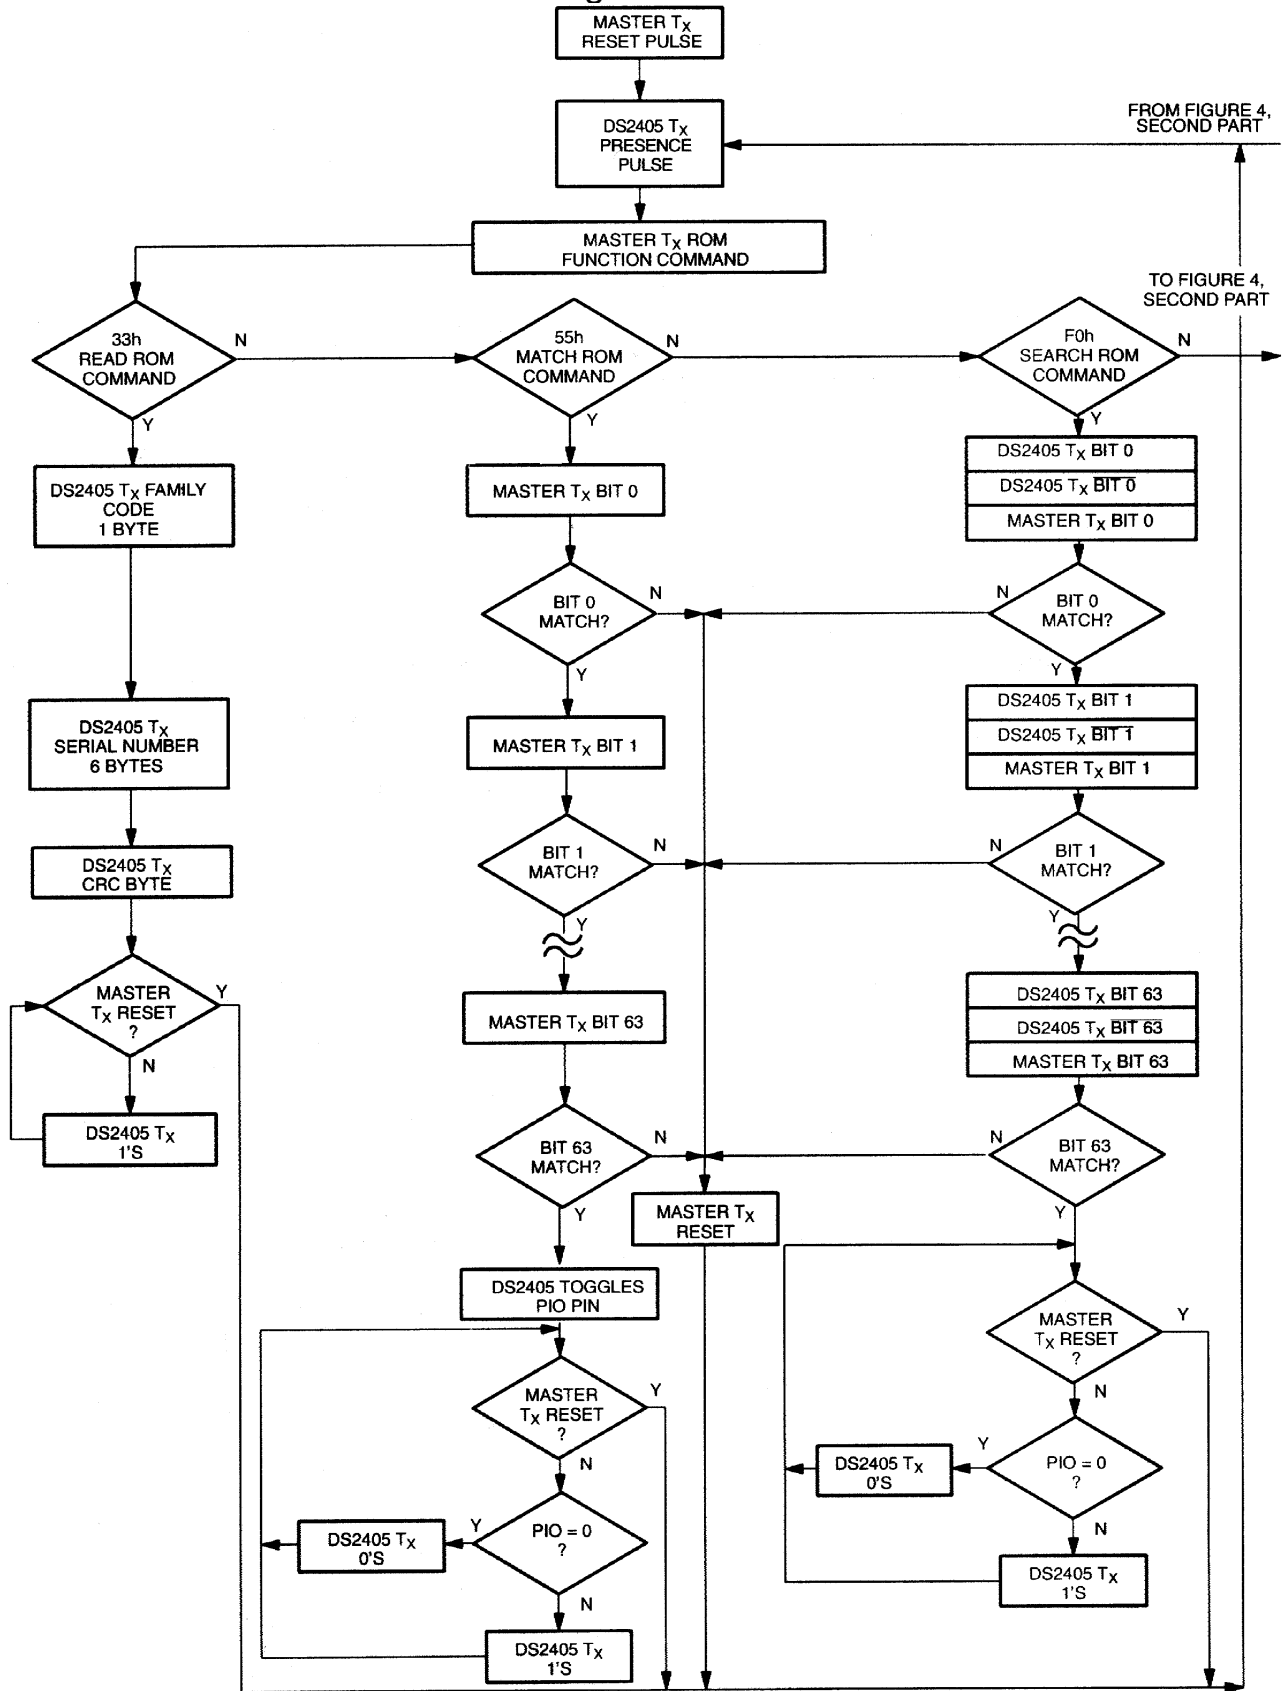 MASTER TX
RESET PULSE
DS2405 TX
PRESENCE
PULSE
FROM FIGURE 4,
SECOND PART
MASTER TX ROM
FUNCTION COMMAND
TO FIGURE 4,
SECOND PART
33h
READ ROM
COMMAND
N
Y
55h
MATCH ROM
COMMAND
N
Y
F0h
SEARCH ROM
COMMAND
N
Y
DS2405 TX FAMILY
CODE
1 BYTE
DS2405 TX
SERIAL NUMBER
6 BYTES
DS2405 TX
CRC BYTE
MASTER
TX RESET
?
Y
N
DS2405 TX
1'S
MASTER TX BIT 0
BIT 0
MATCH?
N
Y
MASTER TX BIT 1
BIT 1
MATCH?
N
Y
MASTER TX BIT 63
BIT 63
MATCH?
N
Y
DS2405 TOGGLES
PIO PIN
MASTER
TX RESET
?
Y
N
PIO = 0
?
Y
N
DS2405 TX
0'S
DS2405 TX
1'S
MASTER TX
RESET
DS2405 TX BIT 0
DS2405 TX BIT 0
MASTER TX BIT 0
BIT 0
MATCH?
N
Y
DS2405 TX BIT 1
DS2405 TX BIT 1
MASTER TX BIT 1
BIT 1
MATCH?
N
Y
DS2405 TX BIT 63
DS2405 TX BIT 63
MASTER TX BIT 63
BIT 63
MATCH?
N
Y
MASTER
TX RESET
?
Y
N
PIO = 0
?
Y
N
DS2405 TX
0'S
DS2405 TX
1'S